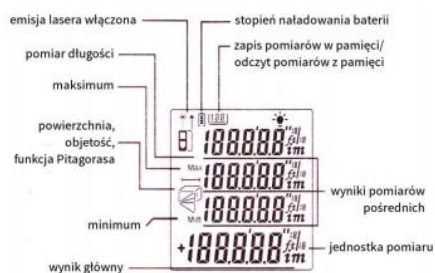 emisja lasera włączona
stopień naładowania baterii
zapis pomiarów w pamięci/
odczyt pomiarów z pamięci
pomiar długości
maksimum
powierzchnia,
objętość,
funkcja Pitagorasa
minimum
wynik główny
wyniki pomiarów
pośrednich
jednostka pomiaru
Max
Min